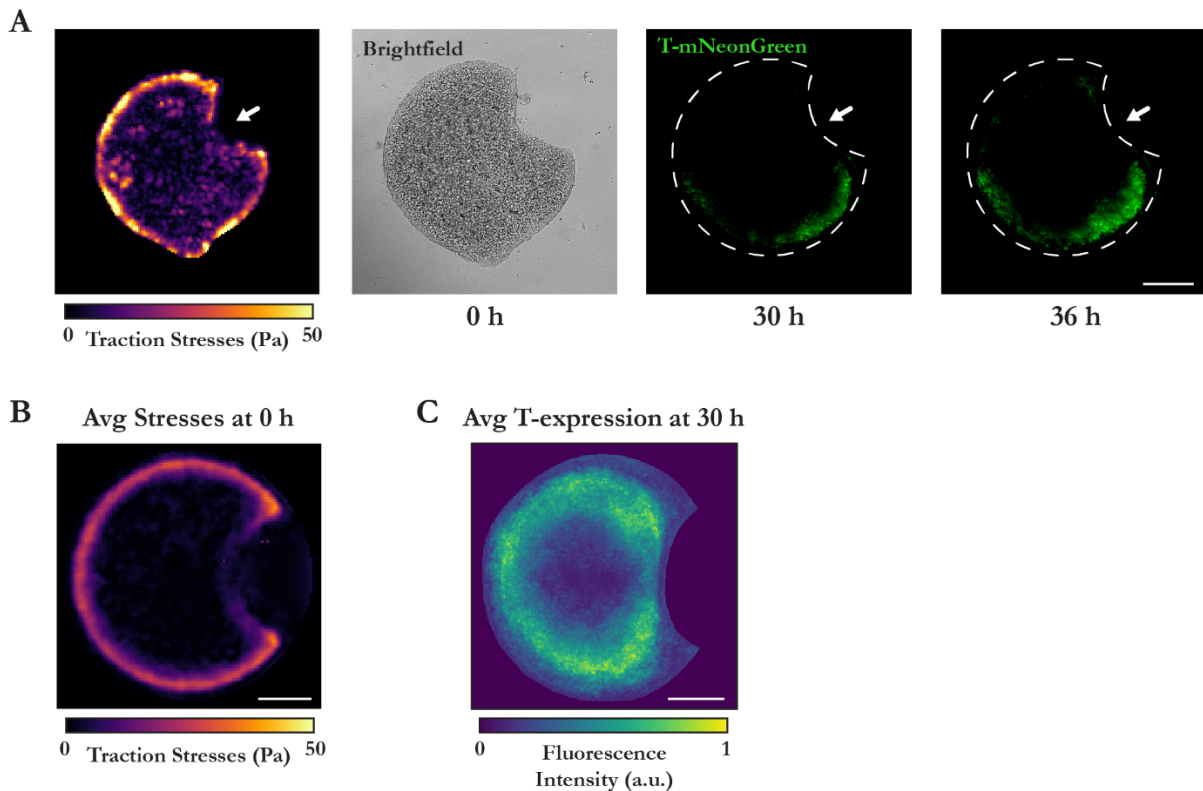 A
Brightfield
T-mNeonGreen
0 50
Traction Stresses (Pa)
0 h
30 h
36 h
B
Avg Stresses at 0 h
C
Avg T-expression at 30 h
0 50
Traction Stresses (Pa)
0 1
Fluorescence
Intensity (a.u.)